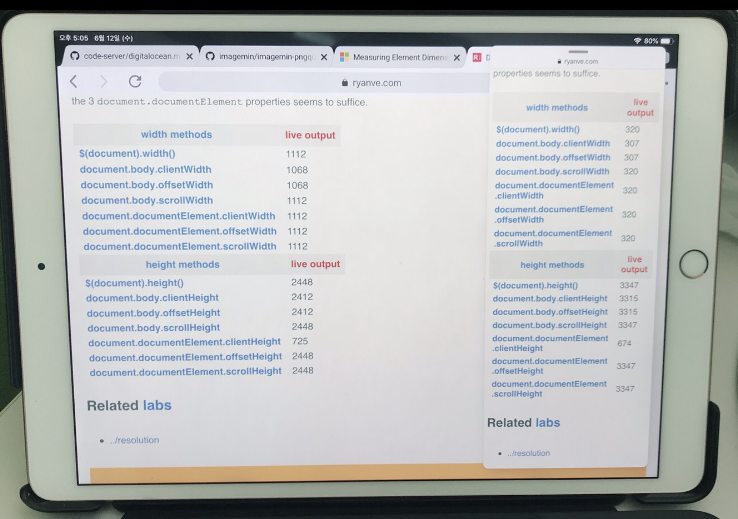 오후 5:05 6월 12일 (수)
80%
code-server/digitalocean.m
imagemin/imagemin-pngq
Measuring Element Dimens
ryanve.com
the 3 document.documentElement properties seems to suffice.
width methods live output
$(document).width() 1112
document.body.clientWidth 1068
document.body.offsetWidth 1068
document.body.scrollWidth 1112
document.documentElement.clientWidth 1112
document.documentElement.offsetWidth 1112
document.documentElement.scrollWidth 1112
height methods live output
$(document).height() 2448
document.body.clientHeight 2412
document.body.offsetHeight 2412
document.body.scrollHeight 2448
document.documentElement.clientHeight 725
document.documentElement.offsetHeight 2448
document.documentElement.scrollHeight 2448
Related labs
../resolution
ryanve.com
properties seems to suffice.
width methods live
output
$(document).width() 320
document.body.clientWidth 307
document.body.offsetWidth 307
document.body.scrollWidth 320
document.documentElement
.clientWidth 320
document.documentElement
.offsetWidth 320
document.documentElement
.scrollWidth 320
height methods live
output
$(document).height() 3347
document.body.clientHeight 3315
document.body.offsetHeight 3315
document.body.scrollHeight 3347
document.documentElement
.clientHeight 674
document.documentElement
.offsetHeight 3347
document.documentElement
.scrollHeight 3347
Related labs
../resolution